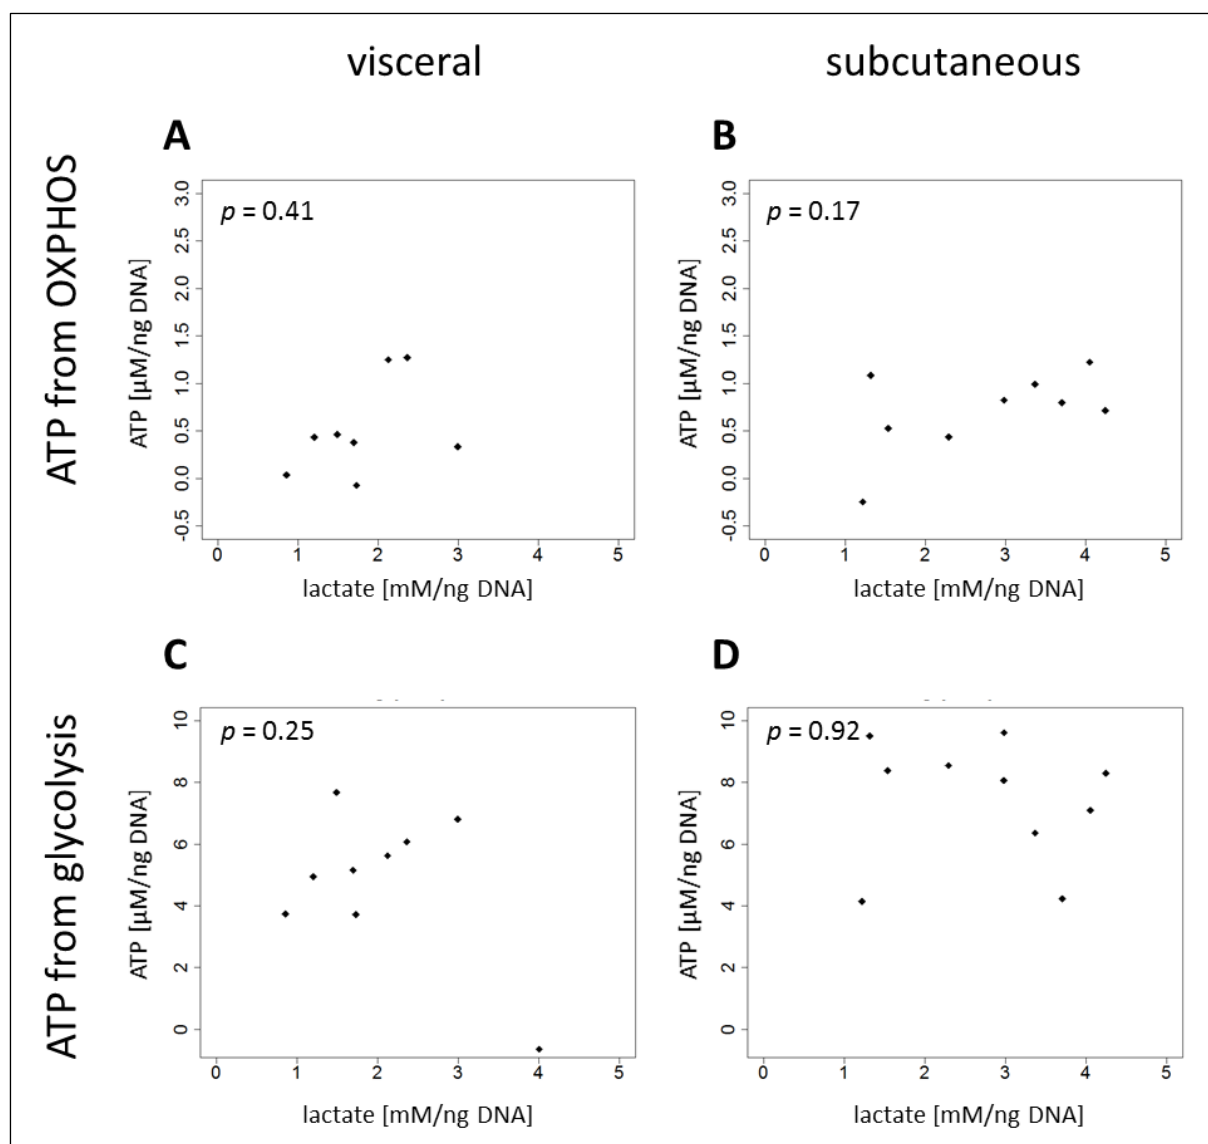 visceral
subcutaneous
ATP from OXPHOS
A
p = 0.41
3.0
2.5
2.0
1.5
1.0
0.5
0.0
-0.5
ATP [µM/ng DNA]
0 1 2 3 4 5
lactate [mM/ng DNA]
B
p = 0.17
3.0
2.5
2.0
1.5
1.0
0.5
0.0
-0.5
ATP [µM/ng DNA]
0 1 2 3 4 5
lactate [mM/ng DNA]
ATP from glycolysis
C
p = 0.25
10
8
6
4
2
0
ATP [µM/ng DNA]
0 1 2 3 4 5
lactate [mM/ng DNA]
D
p = 0.92
10
8
6
4
2
0
ATP [µM/ng DNA]
0 1 2 3 4 5
lactate [mM/ng DNA]